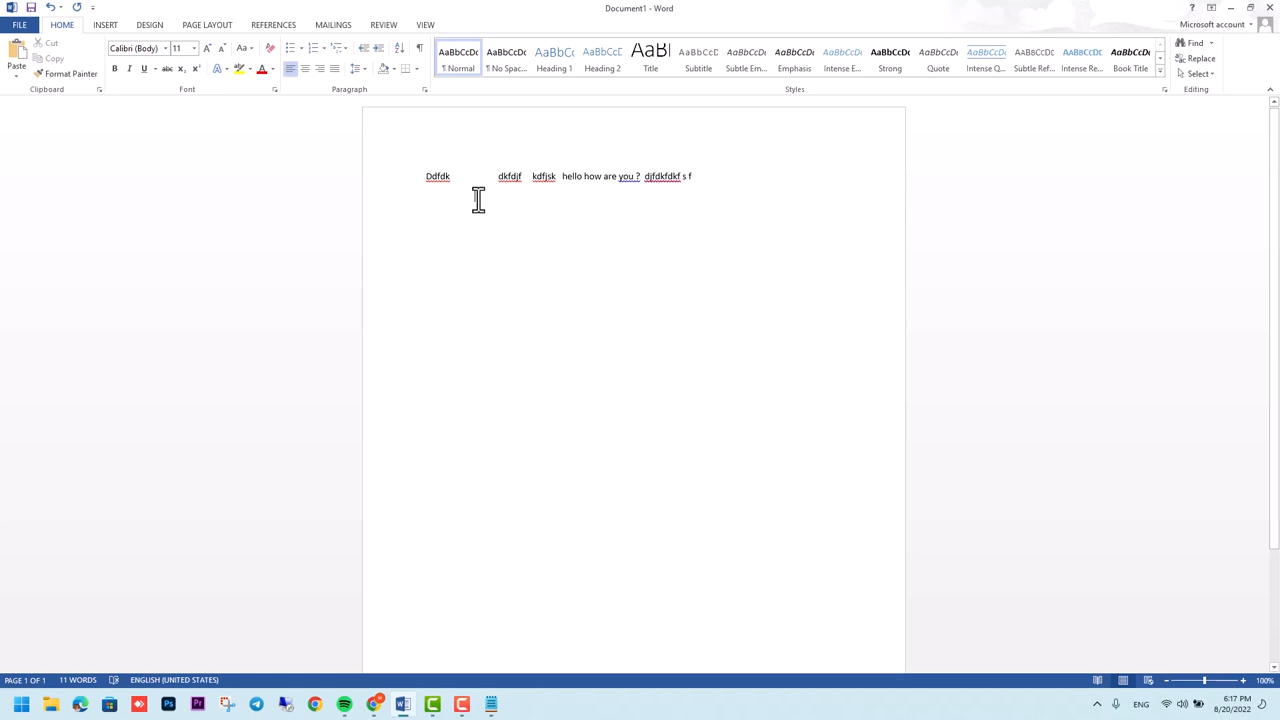 Document1 - Word
FILE HOME INSERT DESIGN PAGE LAYOUT REFERENCES MAILINGS REVIEW VIEW Microsoft account
Paste
Cut
Copy
Format Painter
Clipboard
Calibri (Body) 11
Font
Paragraph
AaBbCcDc AaBbCcDc AaBbCc AaBbCcC AaBl AaBbCcD AaBbCcDc AaBbCcDc AaBbCcDc AaBbCcDc AaBbCcDc AaBbCcDc AaBbCcDD AaBbCcDc AaBbCcDc
¶ Normal ¶ No Spac... Heading 1 Heading 2 Title Subtitle Subtle Em... Emphasis Intense E... Strong Quote Intense Q... Subtle Ref... Intense Re... Book Title
Styles
Find
Replace
Select
Editing
Ddfdk dkfdjf kdfjsk hello how are you ? djfdkfdkf s f
PAGE 1 OF 1 11 WORDS ENGLISH (UNITED STATES) 100%
ENG 6:17 PM
8/20/2022